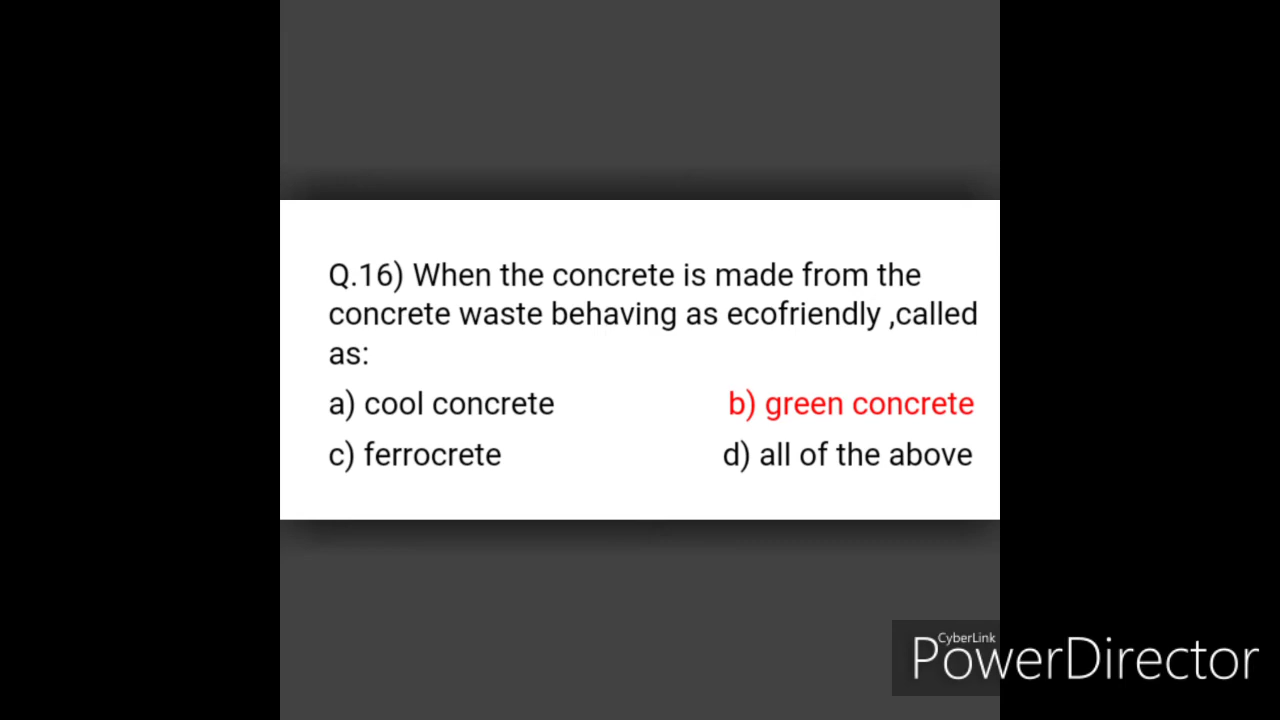 Q.16) When the concrete is made from the
concrete waste behaving as ecofriendly ,called
as:
a) cool concrete b) green concrete
c) ferrocrete d) all of the above
CyberLink
PowerDirector